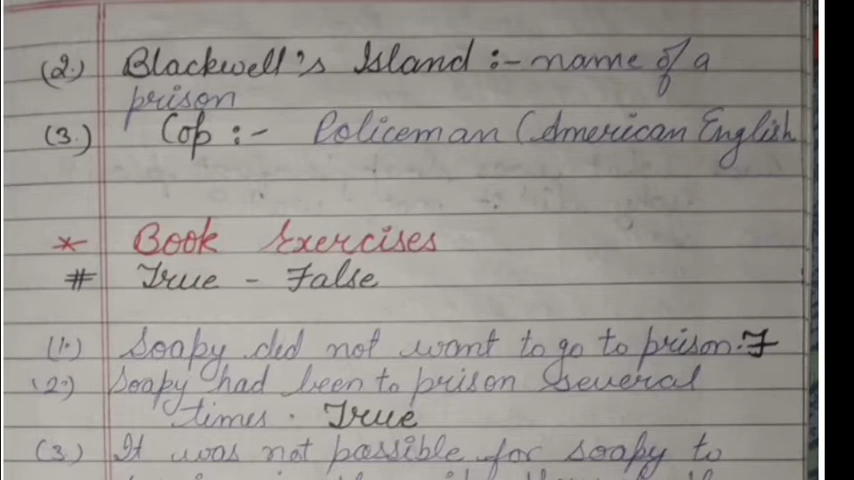 (2.) Blackwell's Island :- name of a
prison
(3.) Cop :- Policeman (American English
* Book Exercises
# True - False
(1.) Soapy did not want to go to prison. F
(2.) Soapy had been to prison several
times. True
(3.) It was not possible for soapy to